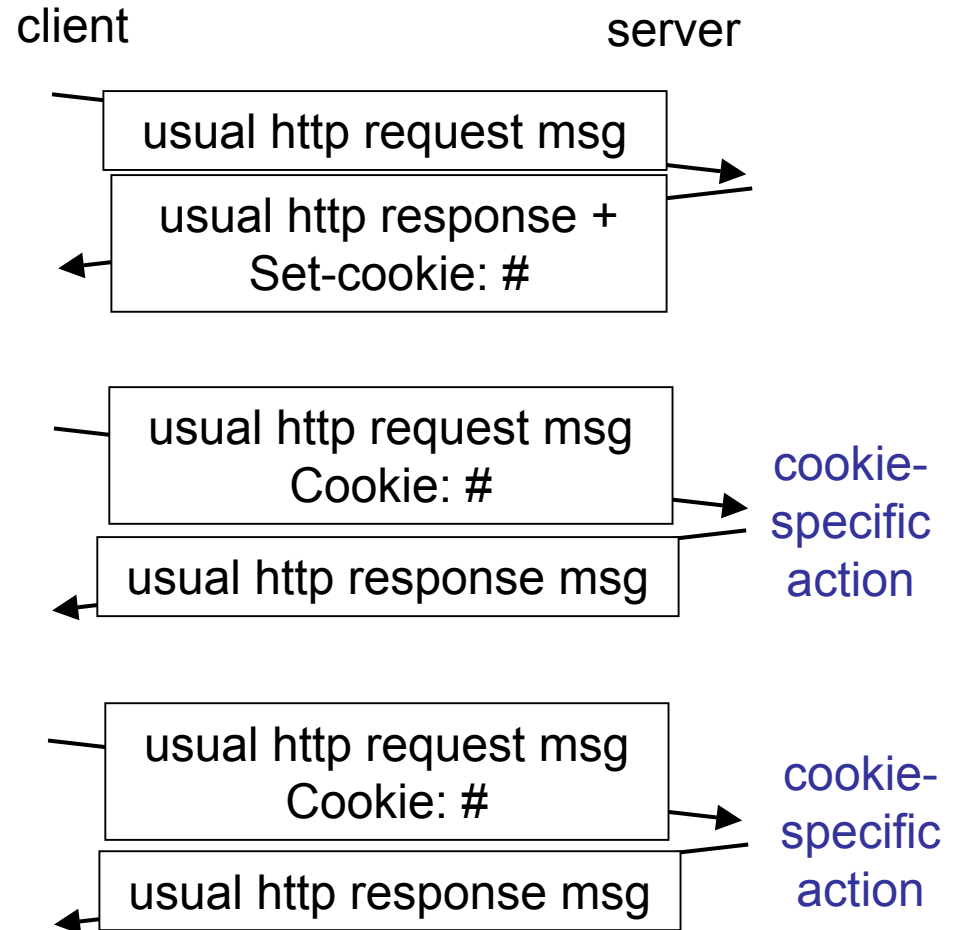 client
server
usual http request msg
usual http response +
Set-cookie: #
usual http request msg
Cookie: #
usual http response msg
cookie-
specific
action
usual http request msg
Cookie: #
usual http response msg
cookie-
specific
action